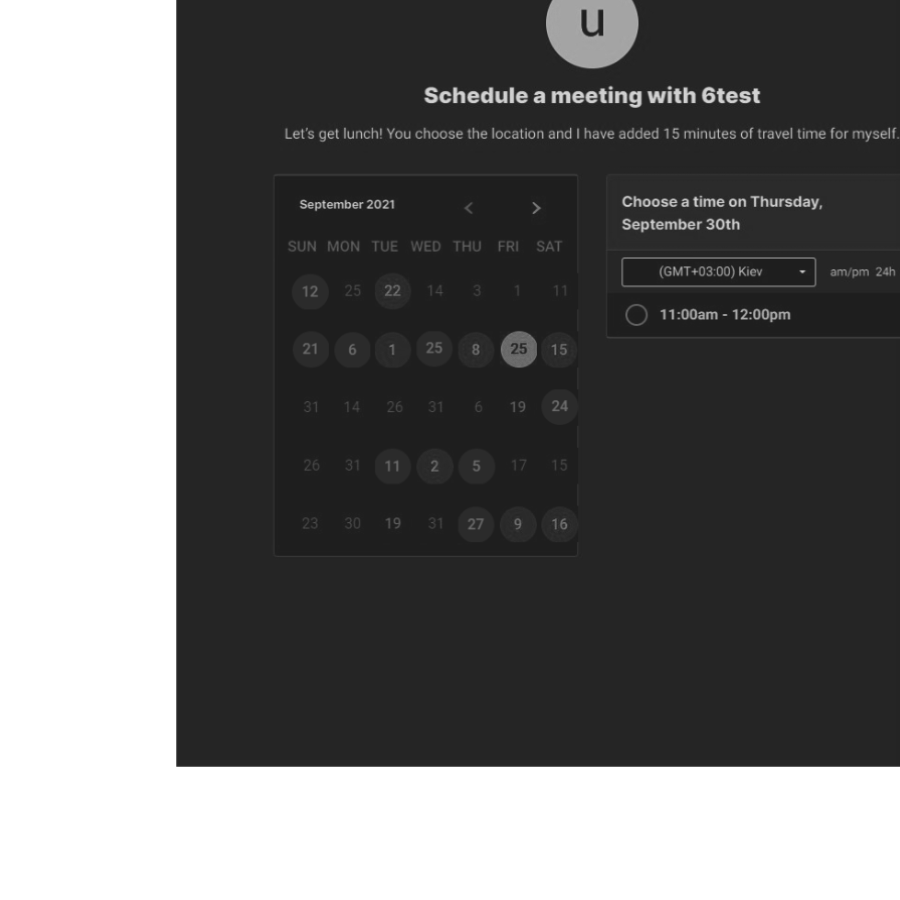 u
Schedule a meeting with 6test
Let's get lunch! You choose the location and I have added 15 minutes of travel time for myself.
September 2021
SUN MON TUE WED THU FRI SAT
12 25 22 14 3 1 11
21 6 1 25 8 25 15
31 14 26 31 6 19 24
26 31 11 2 5 17 15
23 30 19 31 27 9 16
Choose a time on Thursday,
September 30th
(GMT+03:00) Kiev am/pm 24h
11:00am - 12:00pm